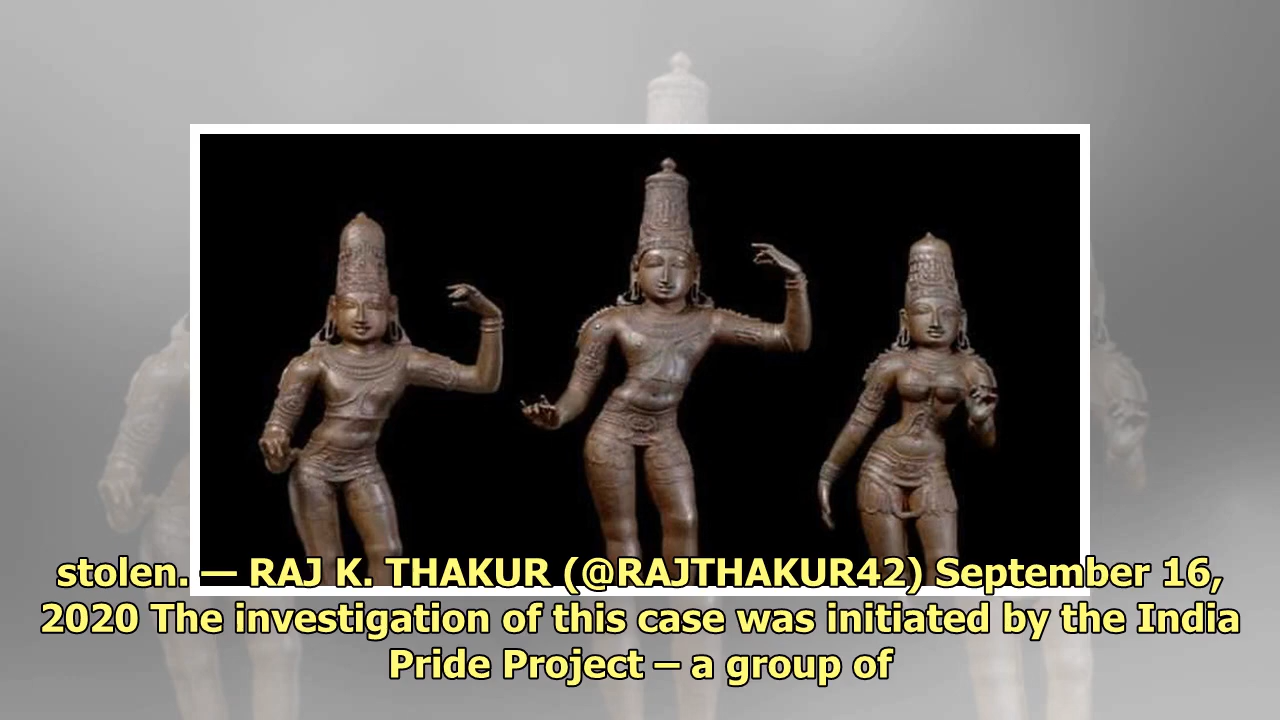 stolen. — RAJ K. THAKUR (@RAJTHAKUR42) September 16,
2020 The investigation of this case was initiated by the India
Pride Project – a group of